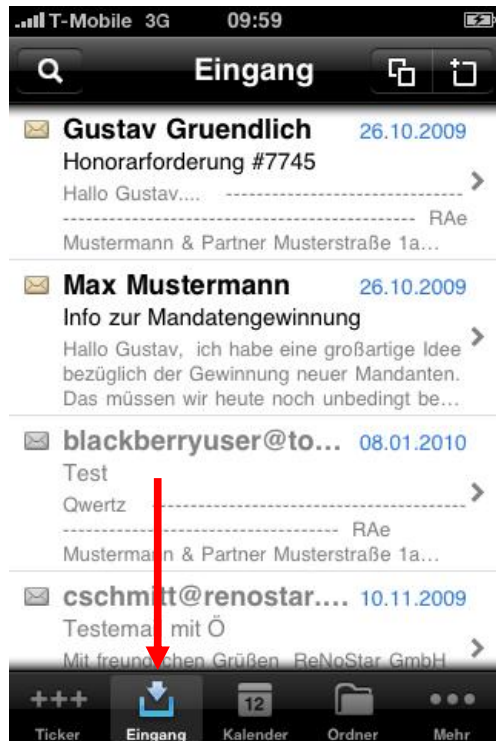 T-Mobile 3G 09:59
Eingang
Gustav Gruendlich 26.10.2009
Honorarforderung #7745
Hallo Gustav.... --------------------------------
---------------------------------------------- RAe
Mustermann & Partner Musterstraße 1a...
Max Mustermann 26.10.2009
Info zur Mandatengewinnung
Hallo Gustav, ich habe eine großartige Idee
bezüglich der Gewinnung neuer Mandanten.
Das müssen wir heute noch unbedingt be...
blackberryuser@to... 08.01.2010
Test
Qwertz ------------------------------------------
------------------------------------ RAe
Mustermann & Partner Musterstraße 1a...
cschmitt@renostar.... 10.11.2009
Testemail mit Ö
Mit freundlichen Grüßen ReNoStar GmbH
+++ 12
Ticker Eingang Kalender Ordner Mehr